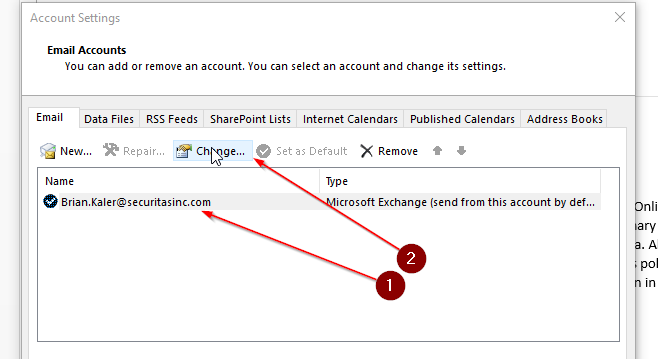 Account Settings
Email Accounts
You can add or remove an account. You can select an account and change its settings.
Email Data Files RSS Feeds SharePoint Lists Internet Calendars Published Calendars Address Books
New... Repair... Change... Set as Default Remove
Name Type
Brian.Kaler@securitasinc.com Microsoft Exchange (send from this account by def...
Onli
nary
a. A
s pol
n in
2
1